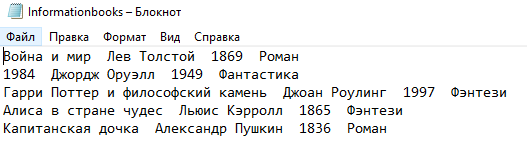 Informationbooks – Блокнот
Файл Правка Формат Вид Справка
Война и мир  Лев Толстой  1869  Роман
1984  Джордж Оруэлл  1949  Фантастика
Гарри Поттер и философский камень  Джоан Роулинг  1997  Фэнтези
Алиса в стране чудес  Льюис Кэрролл  1865  Фэнтези
Капитанская дочка  Александр Пушкин  1836  Роман